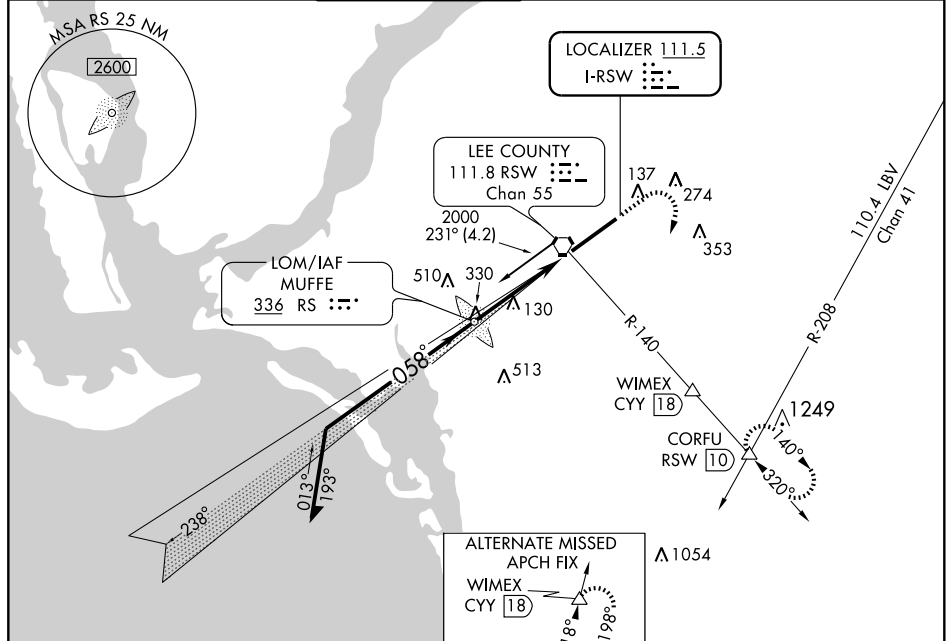 MSA RS 25 NM
2600
LOCALIZER 111.5
I-RSW
LEE COUNTY
111.8 RSW
Chan 55
137
274
353
2000
231° (4.2)
110.4 LBV
Chan 41
LOM/IAF
MUFFE
336 RS
510
330
130
513
058°
R-140
R-208
WIMEX
CYY 18
1249
CORFU
RSW 10
140°
320°
013°
193°
238°
ALTERNATE MISSED
APCH FIX
WIMEX
CYY 18
1054
18°
198°